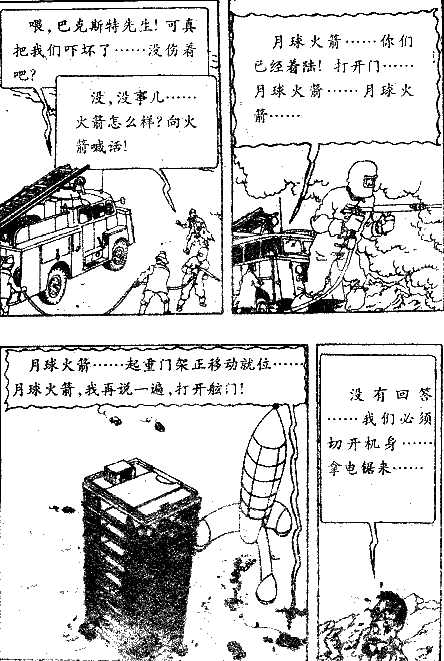 喂,巴克斯特先生!可真
把我们吓坏了……没伤着
吧?
没,没事儿……
火箭怎么样?向火
箭喊话!
月球火箭……你们
已经着陆!打开门……
月球火箭……月球火
箭……
月球火箭……起重门架正移动就位……
月球火箭,我再说一遍,打开舷门!
没有回答
……我们必须
切开机身……
拿电锯来……